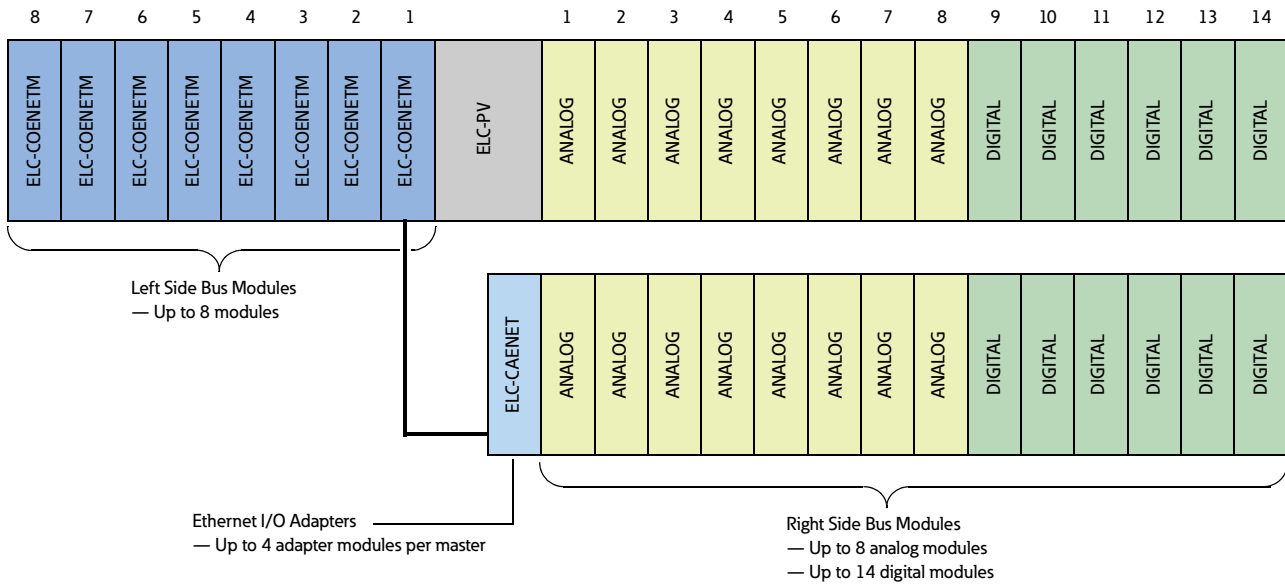 8 7 6 5 4 3 2 1 1 2 3 4 5 6 7 8 9 10 11 12 13 14
ELC-COENETM
ELC-COENETM
ELC-COENETM
ELC-COENETM
ELC-COENETM
ELC-COENETM
ELC-COENETM
ELC-COENETM
ELC-PV
ANALOG
ANALOG
ANALOG
ANALOG
ANALOG
ANALOG
ANALOG
ANALOG
DIGITAL
DIGITAL
DIGITAL
DIGITAL
DIGITAL
DIGITAL
Left Side Bus Modules
— Up to 8 modules
ELC-CAENET
ANALOG
ANALOG
ANALOG
ANALOG
ANALOG
ANALOG
ANALOG
ANALOG
DIGITAL
DIGITAL
DIGITAL
DIGITAL
DIGITAL
DIGITAL
Ethernet I/O Adapters
— Up to 4 adapter modules per master
Right Side Bus Modules
— Up to 8 analog modules
— Up to 14 digital modules